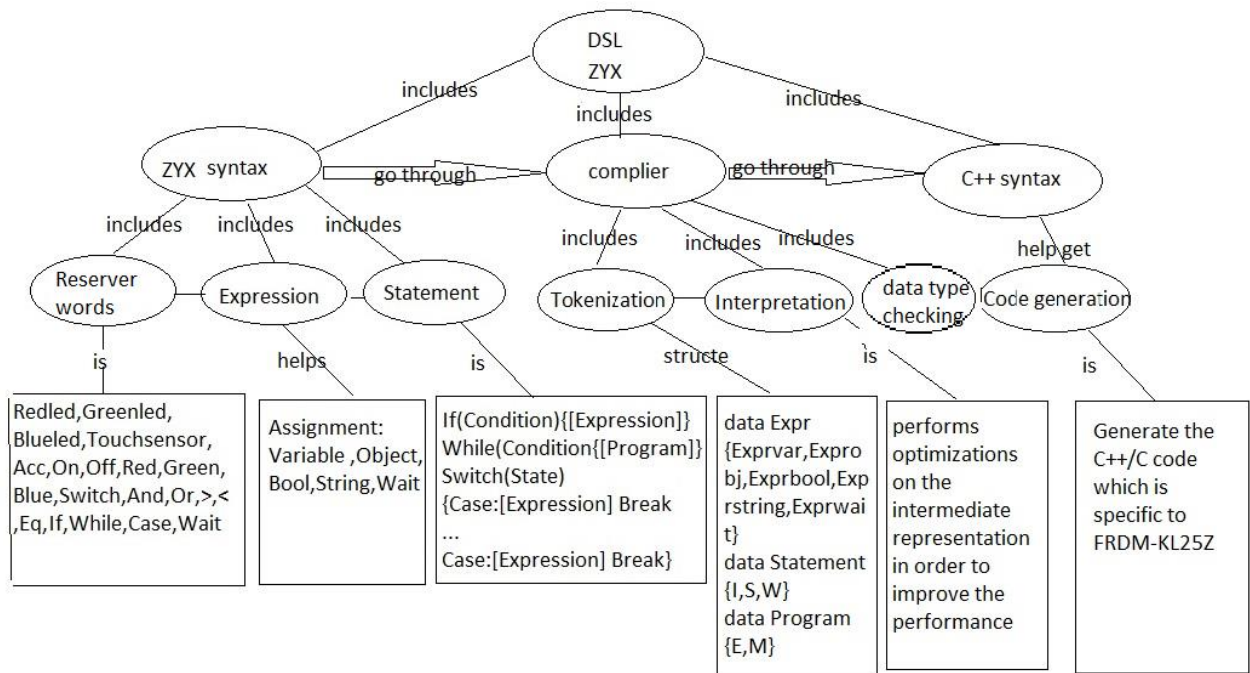 DSL
ZYX
includes
includes
includes
ZYX syntax
go through
complier
go through
C++ syntax
includes
includes
includes
includes
includes
includes
help get
Reserver
words
Expression
Statement
Tokenization
Interpretation
data type
checking
Code generation
is
helps
is
structe
is
is
Redled,Greenled,
Blueled,Touchsensor,
Acc,On,Off,Red,Green,
Blue,Switch,And,Or,>,<
,Eq,If,While,Case,Wait
Assignment:
Variable ,Object,
Bool,String,Wait
If(Condition){[Expression]}
While(Condition{[Program]}
Switch(State)
{Case:[Expression] Break
...
Case:[Expression] Break}
data Expr
{Exprvar,Expro
bj,Exprbool,Exp
rstring,Exprwai
t}
data Statement
{I,S,W}
data Program
{E,M}
performs
optimizations
on the
intermediate
representation
in order to
improve the
performance
Generate the
C++/C code
which is
specific to
FRDM-KL25Z